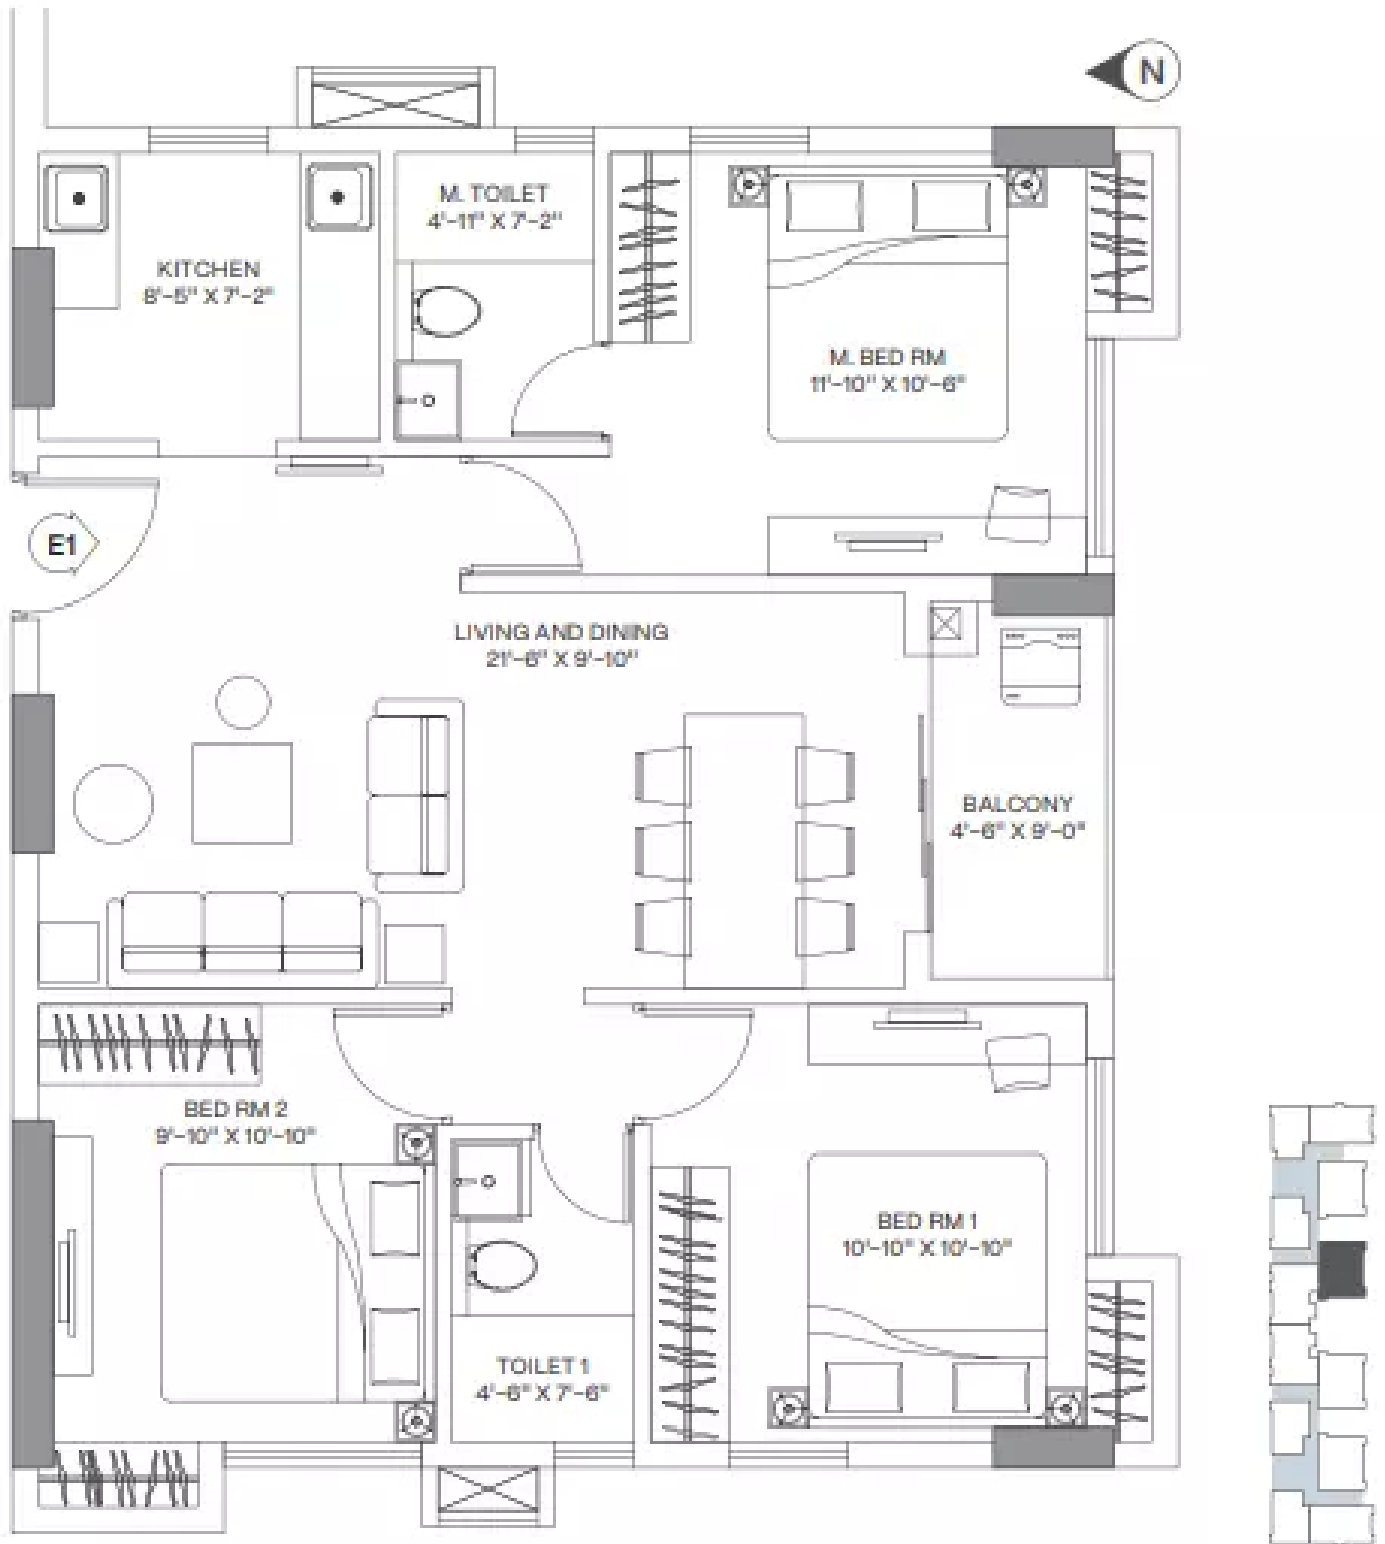 N
M. TOILET
4'-11" X 7'-2"
KITCHEN
8'-5" X 7'-2"
M. BED RM
11'-10" X 10'-6"
E1
LIVING AND DINING
21'-6" X 9'-10"
BALCONY
4'-6" X 9'-0"
BED RM 2
9'-10" X 10'-10"
BED RM 1
10'-10" X 10'-10"
TOILET 1
4'-6" X 7'-6"